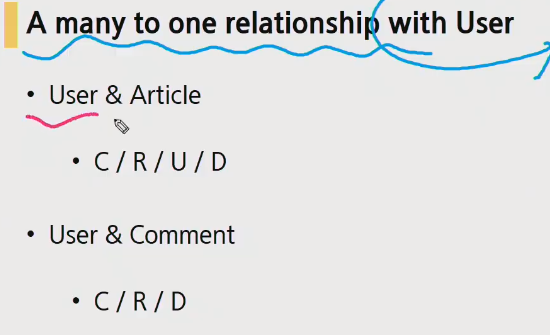 A many to one relationship with User
• User & Article
• C / R / U / D
• User & Comment
• C / R / D